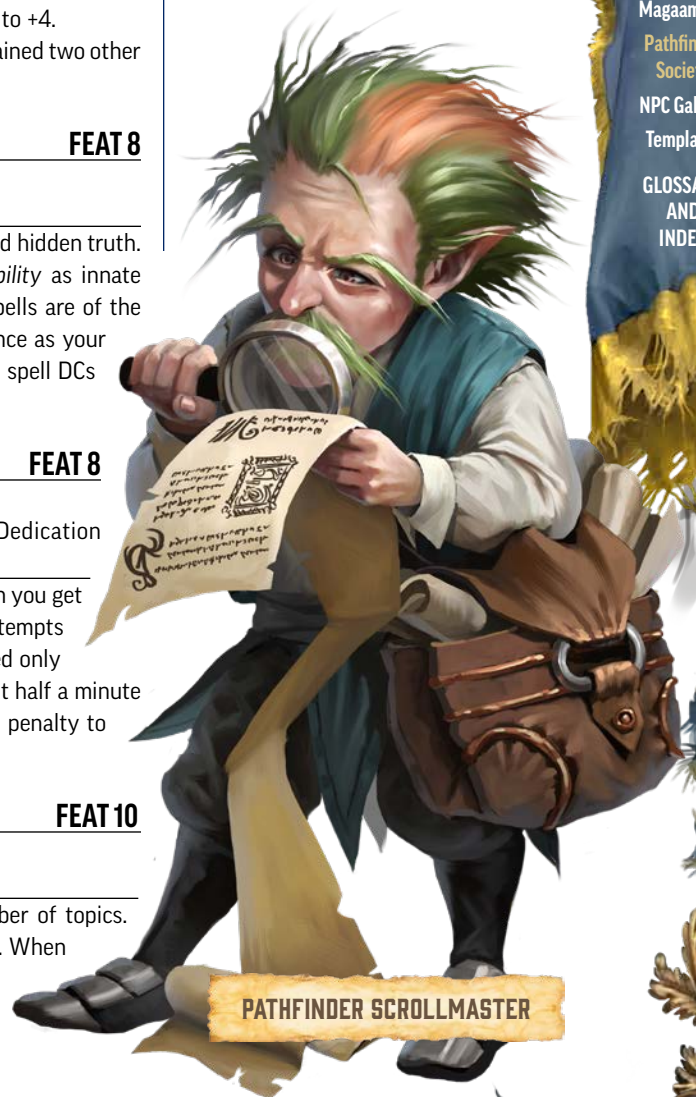 to +4.
ained two other
FEAT 8
d hidden truth.
bility as innate
pells are of the
nce as your
spell DCs
FEAT 8
Dedication
n you get
tempts
ed only
t half a minute
penalty to
FEAT 10
ber of topics.
. When
PATHFINDER SCROLLMASTER
Magaam
Pathfin
Societ
NPC Gal
Templa
GLOSSA
AND
INDE